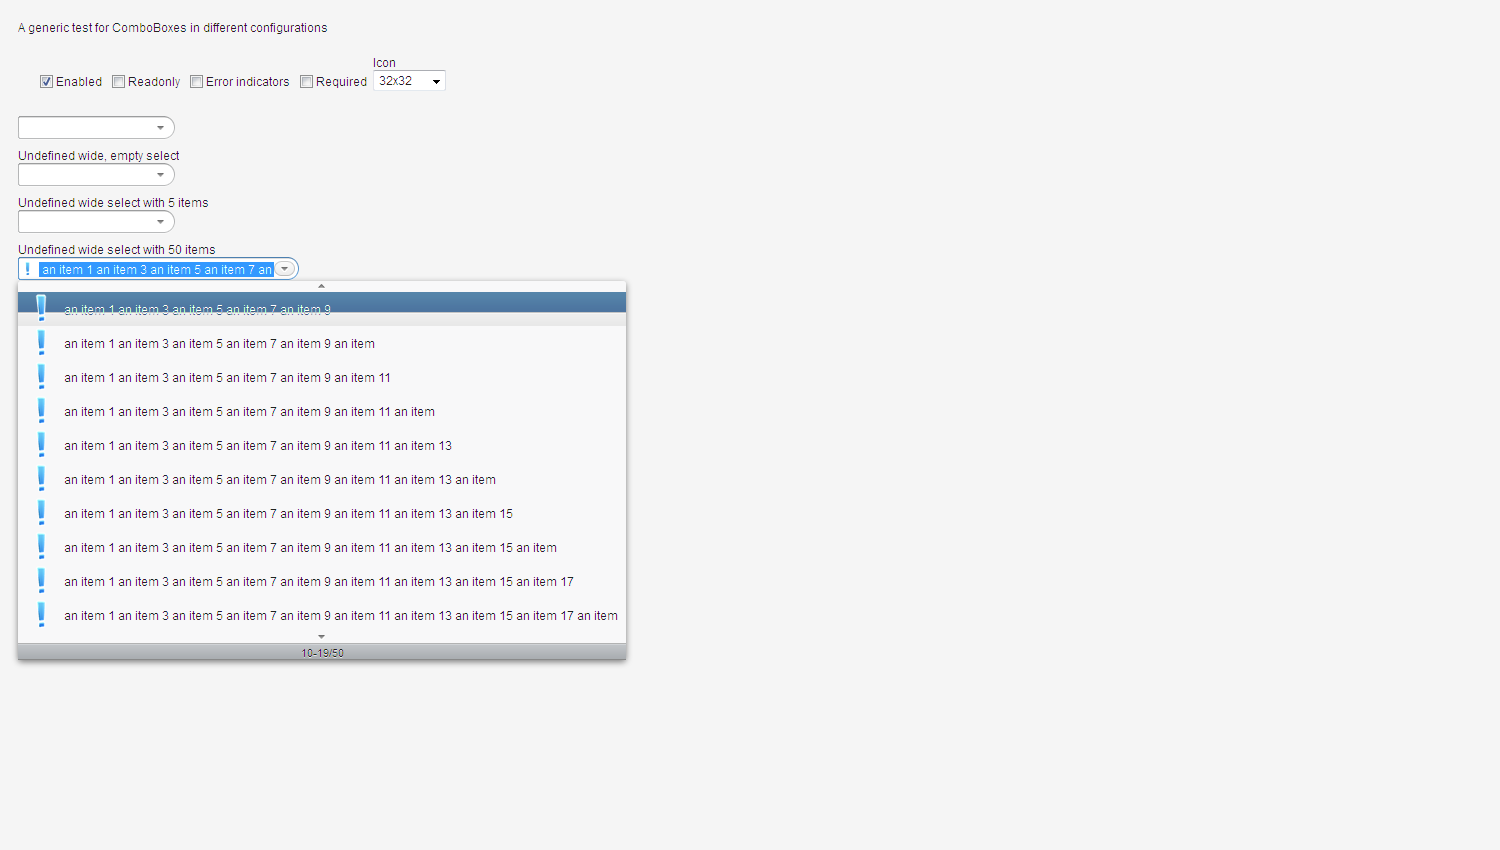 A generic test for ComboBoxes in different configurations
Icon
Enabled Readonly Error indicators Required 32x32
Undefined wide, empty select
Undefined wide select with 5 items
Undefined wide select with 50 items
an item 1 an item 3 an item 5 an item 7 an
an item 1 an item 3 an item 5 an item 7 an item 9
an item 1 an item 3 an item 5 an item 7 an item 9 an item
an item 1 an item 3 an item 5 an item 7 an item 9 an item 11
an item 1 an item 3 an item 5 an item 7 an item 9 an item 11 an item
an item 1 an item 3 an item 5 an item 7 an item 9 an item 11 an item 13
an item 1 an item 3 an item 5 an item 7 an item 9 an item 11 an item 13 an item
an item 1 an item 3 an item 5 an item 7 an item 9 an item 11 an item 13 an item 15
an item 1 an item 3 an item 5 an item 7 an item 9 an item 11 an item 13 an item 15 an item
an item 1 an item 3 an item 5 an item 7 an item 9 an item 11 an item 13 an item 15 an item 17
an item 1 an item 3 an item 5 an item 7 an item 9 an item 11 an item 13 an item 15 an item 17 an item
10-19/50